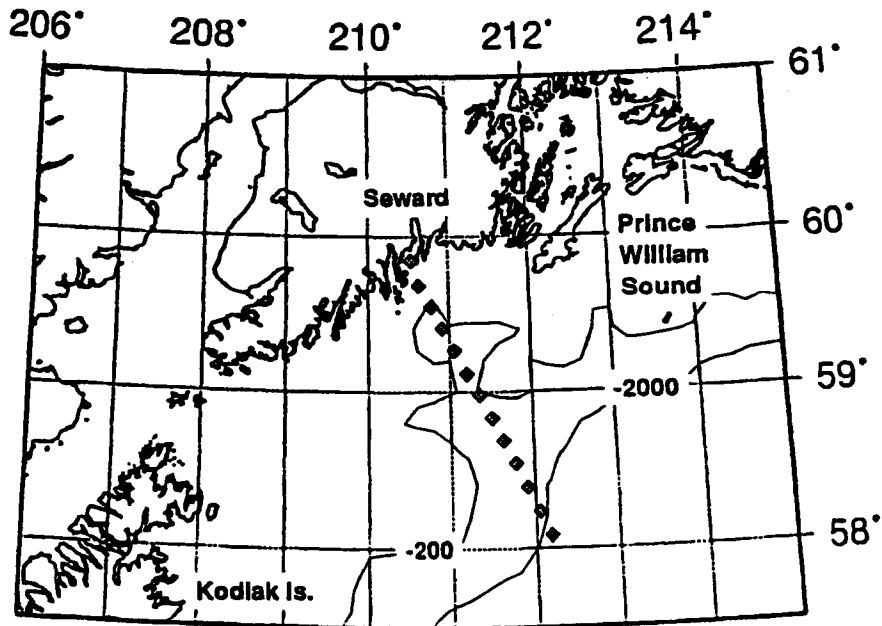 206° 208° 210° 212° 214°
61°
Seward
60°
Prince
William
Sound
59°
-2000
58°
-200
Kodiak Is.